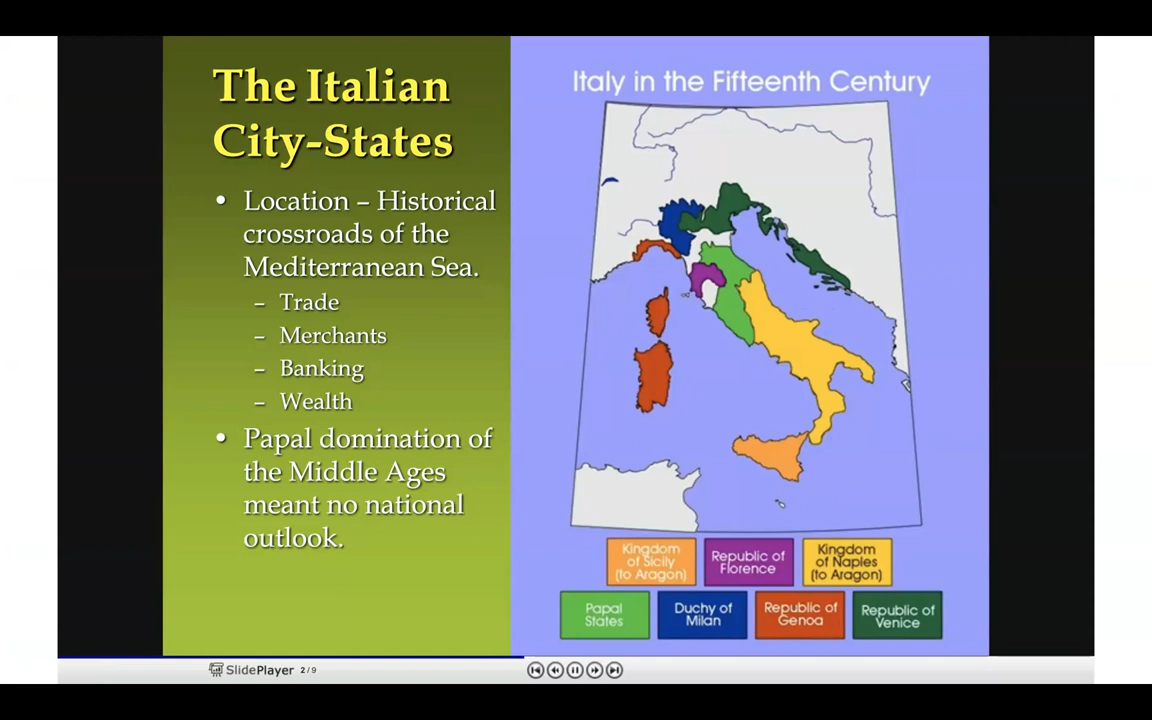 The Italian
City-States
• Location – Historical
crossroads of the
Mediterranean Sea.
– Trade
– Merchants
– Banking
– Wealth
• Papal domination of
the Middle Ages
meant no national
outlook.
Italy in the Fifteenth Century
Kingdom
of Sicily
(to Aragon)
Republic of
Florence
Kingdom
of Naples
(to Aragon)
Papal
States
Duchy of
Milan
Republic of
Genoa
Republic of
Venice
SlidePlayer 2/9